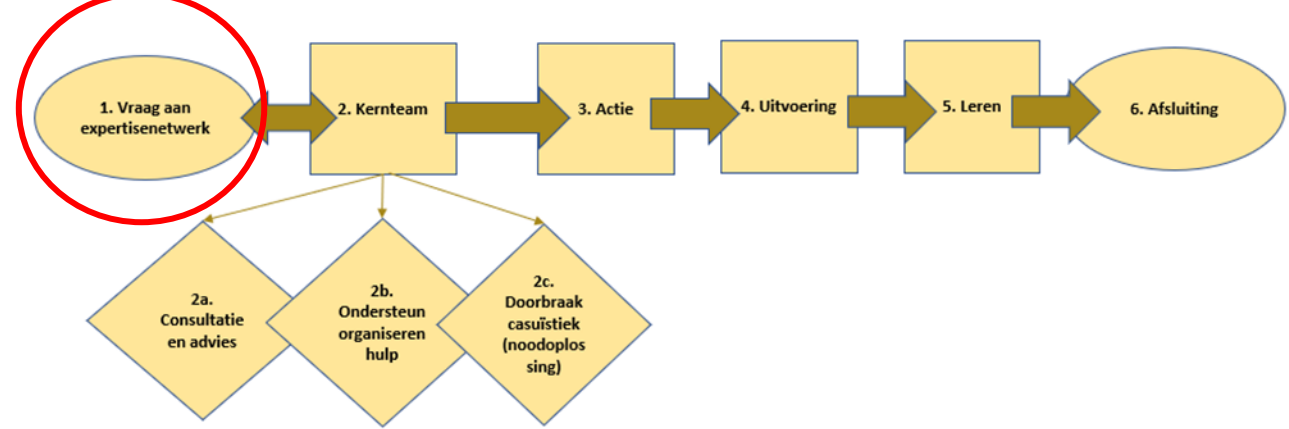 1. Vraag aan
expertisenetwerk
2. Kernteam
3. Actie
4. Uitvoering
5. Leren
6. Afsluiting
2a.
Consultatie
en advies
2b.
Ondersteun
organiseren
hulp
2c.
Doorbraak
casuïstiek
(noodoplos
sing)